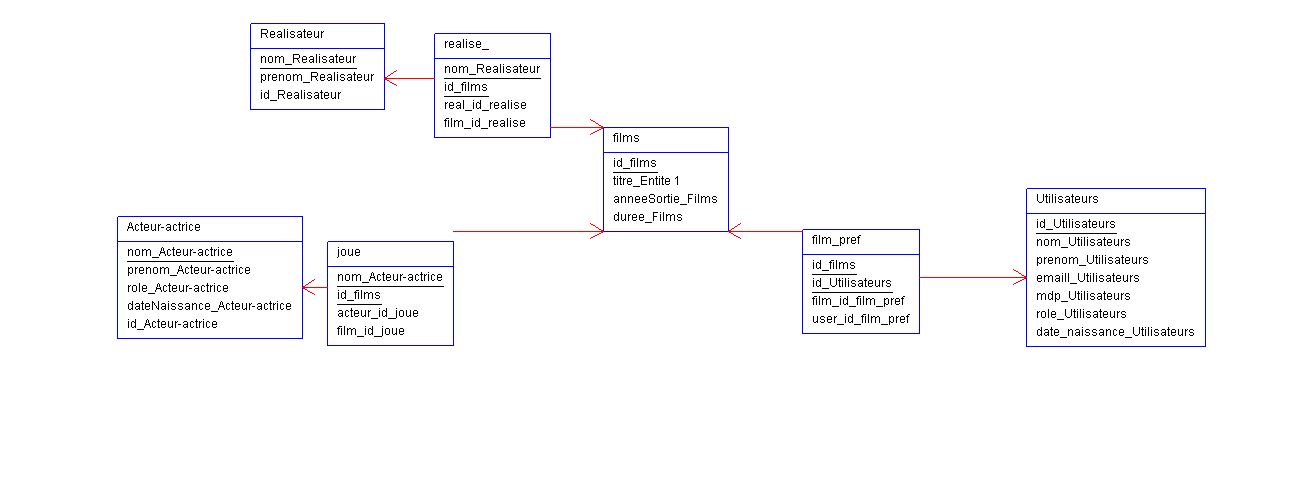 Realisateur
nom_Realisateur
prenom_Realisateur
id_Realisateur
realise_
nom_Realisateur
id_films
real_id_realise
film_id_realise
films
id_films
titre_Entite 1
anneeSortie_Films
duree_Films
Acteur-actrice
nom_Acteur-actrice
prenom_Acteur-actrice
role_Acteur-actrice
dateNaissance_Acteur-actrice
id_Acteur-actrice
joue
nom_Acteur-actrice
id_films
acteur_id_joue
film_id_joue
film_pref
id_films
id_Utilisateurs
film_id_film_pref
user_id_film_pref
Utilisateurs
id_Utilisateurs
nom_Utilisateurs
prenom_Utilisateurs
emaill_Utilisateurs
mdp_Utilisateurs
role_Utilisateurs
date_naissance_Utilisateurs